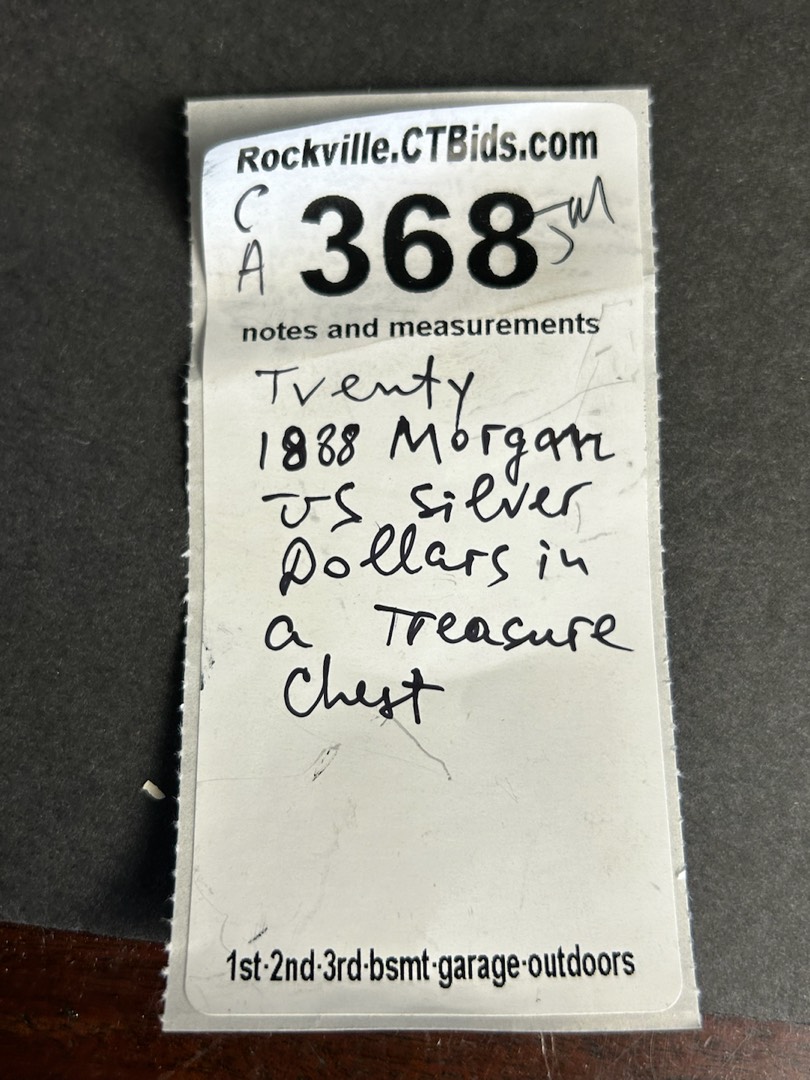 Rockville.CTBids.com
C
A
368
notes and measurements
Tventy
1888 Morgan
US Silver
Dollars in
a Treasure
Chest
1st·2nd·3rd·bsmt·garage·outdoors